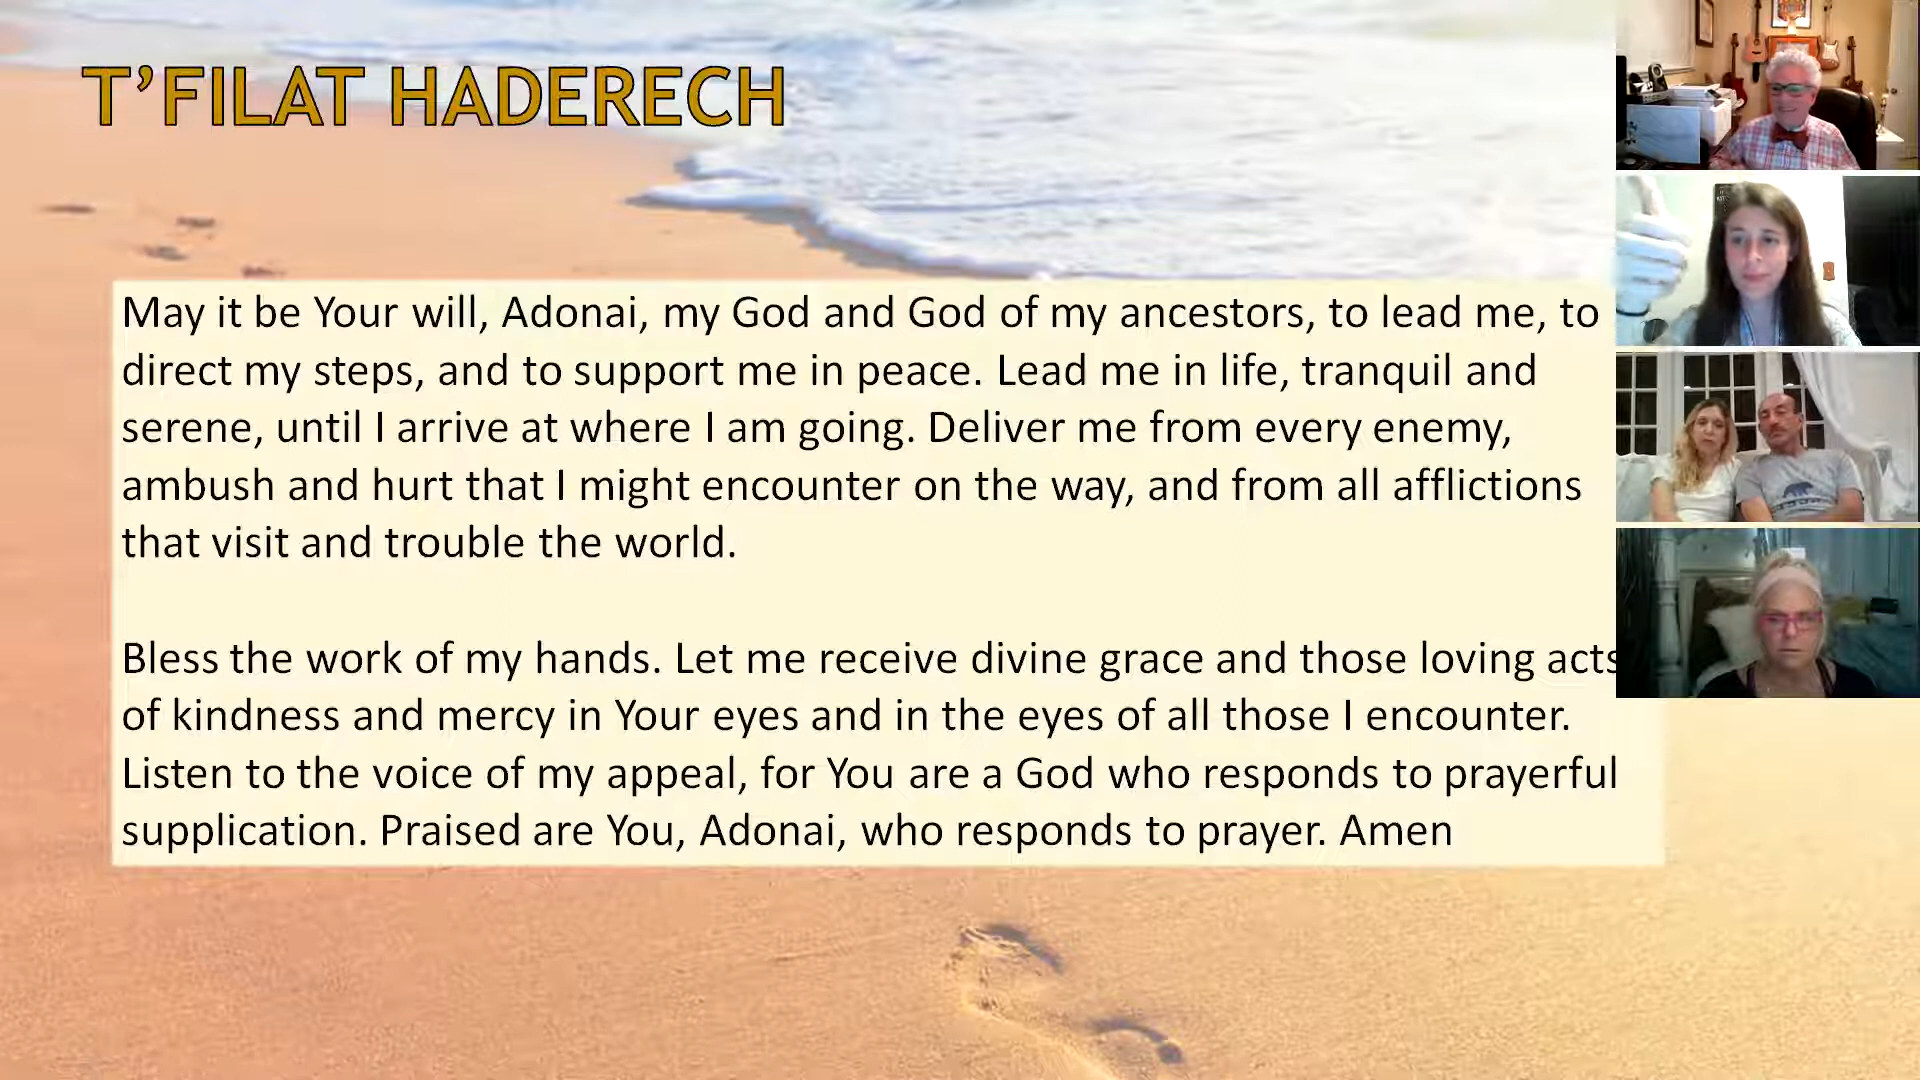 T’FILAT HADERECH
May it be Your will, Adonai, my God and God of my ancestors, to lead me, to
direct my steps, and to support me in peace. Lead me in life, tranquil and
serene, until I arrive at where I am going. Deliver me from every enemy,
ambush and hurt that I might encounter on the way, and from all afflictions
that visit and trouble the world.
Bless the work of my hands. Let me receive divine grace and those loving acts
of kindness and mercy in Your eyes and in the eyes of all those I encounter.
Listen to the voice of my appeal, for You are a God who responds to prayerful
supplication. Praised are You, Adonai, who responds to prayer. Amen